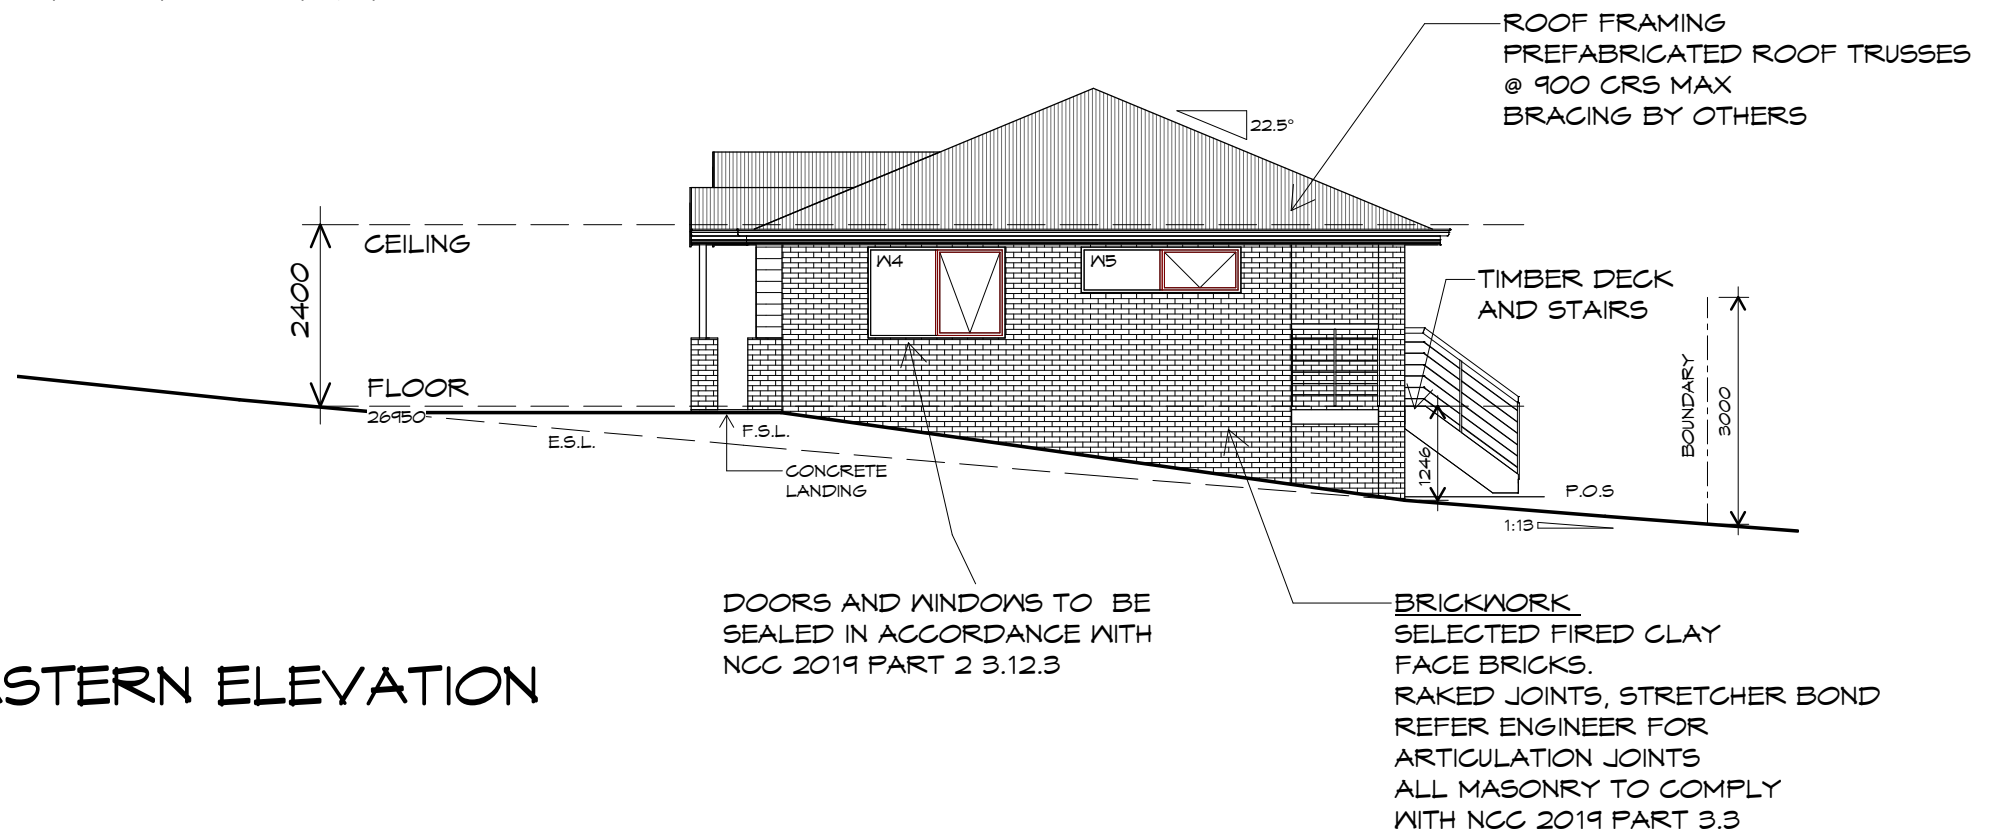 ROOF FRAMING
PREFABRICATED ROOF TRUSSES
@ 900 CRS MAX
BRACING BY OTHERS
22.5°
CEILING
2400
W4
W5
TIMBER DECK
AND STAIRS
BOUNDARY
3000
FLOOR
26950
E.S.L.
F.S.L.
CONCRETE
LANDING
1246
P.O.S
1:13
DOORS AND WINDOWS TO BE
SEALED IN ACCORDANCE WITH
NCC 2019 PART 2 3.12.3
BRICKWORK
SELECTED FIRED CLAY
FACE BRICKS.
RAKED JOINTS, STRETCHER BOND
REFER ENGINEER FOR
ARTICULATION JOINTS
ALL MASONRY TO COMPLY
WITH NCC 2019 PART 3.3
STERN ELEVATION